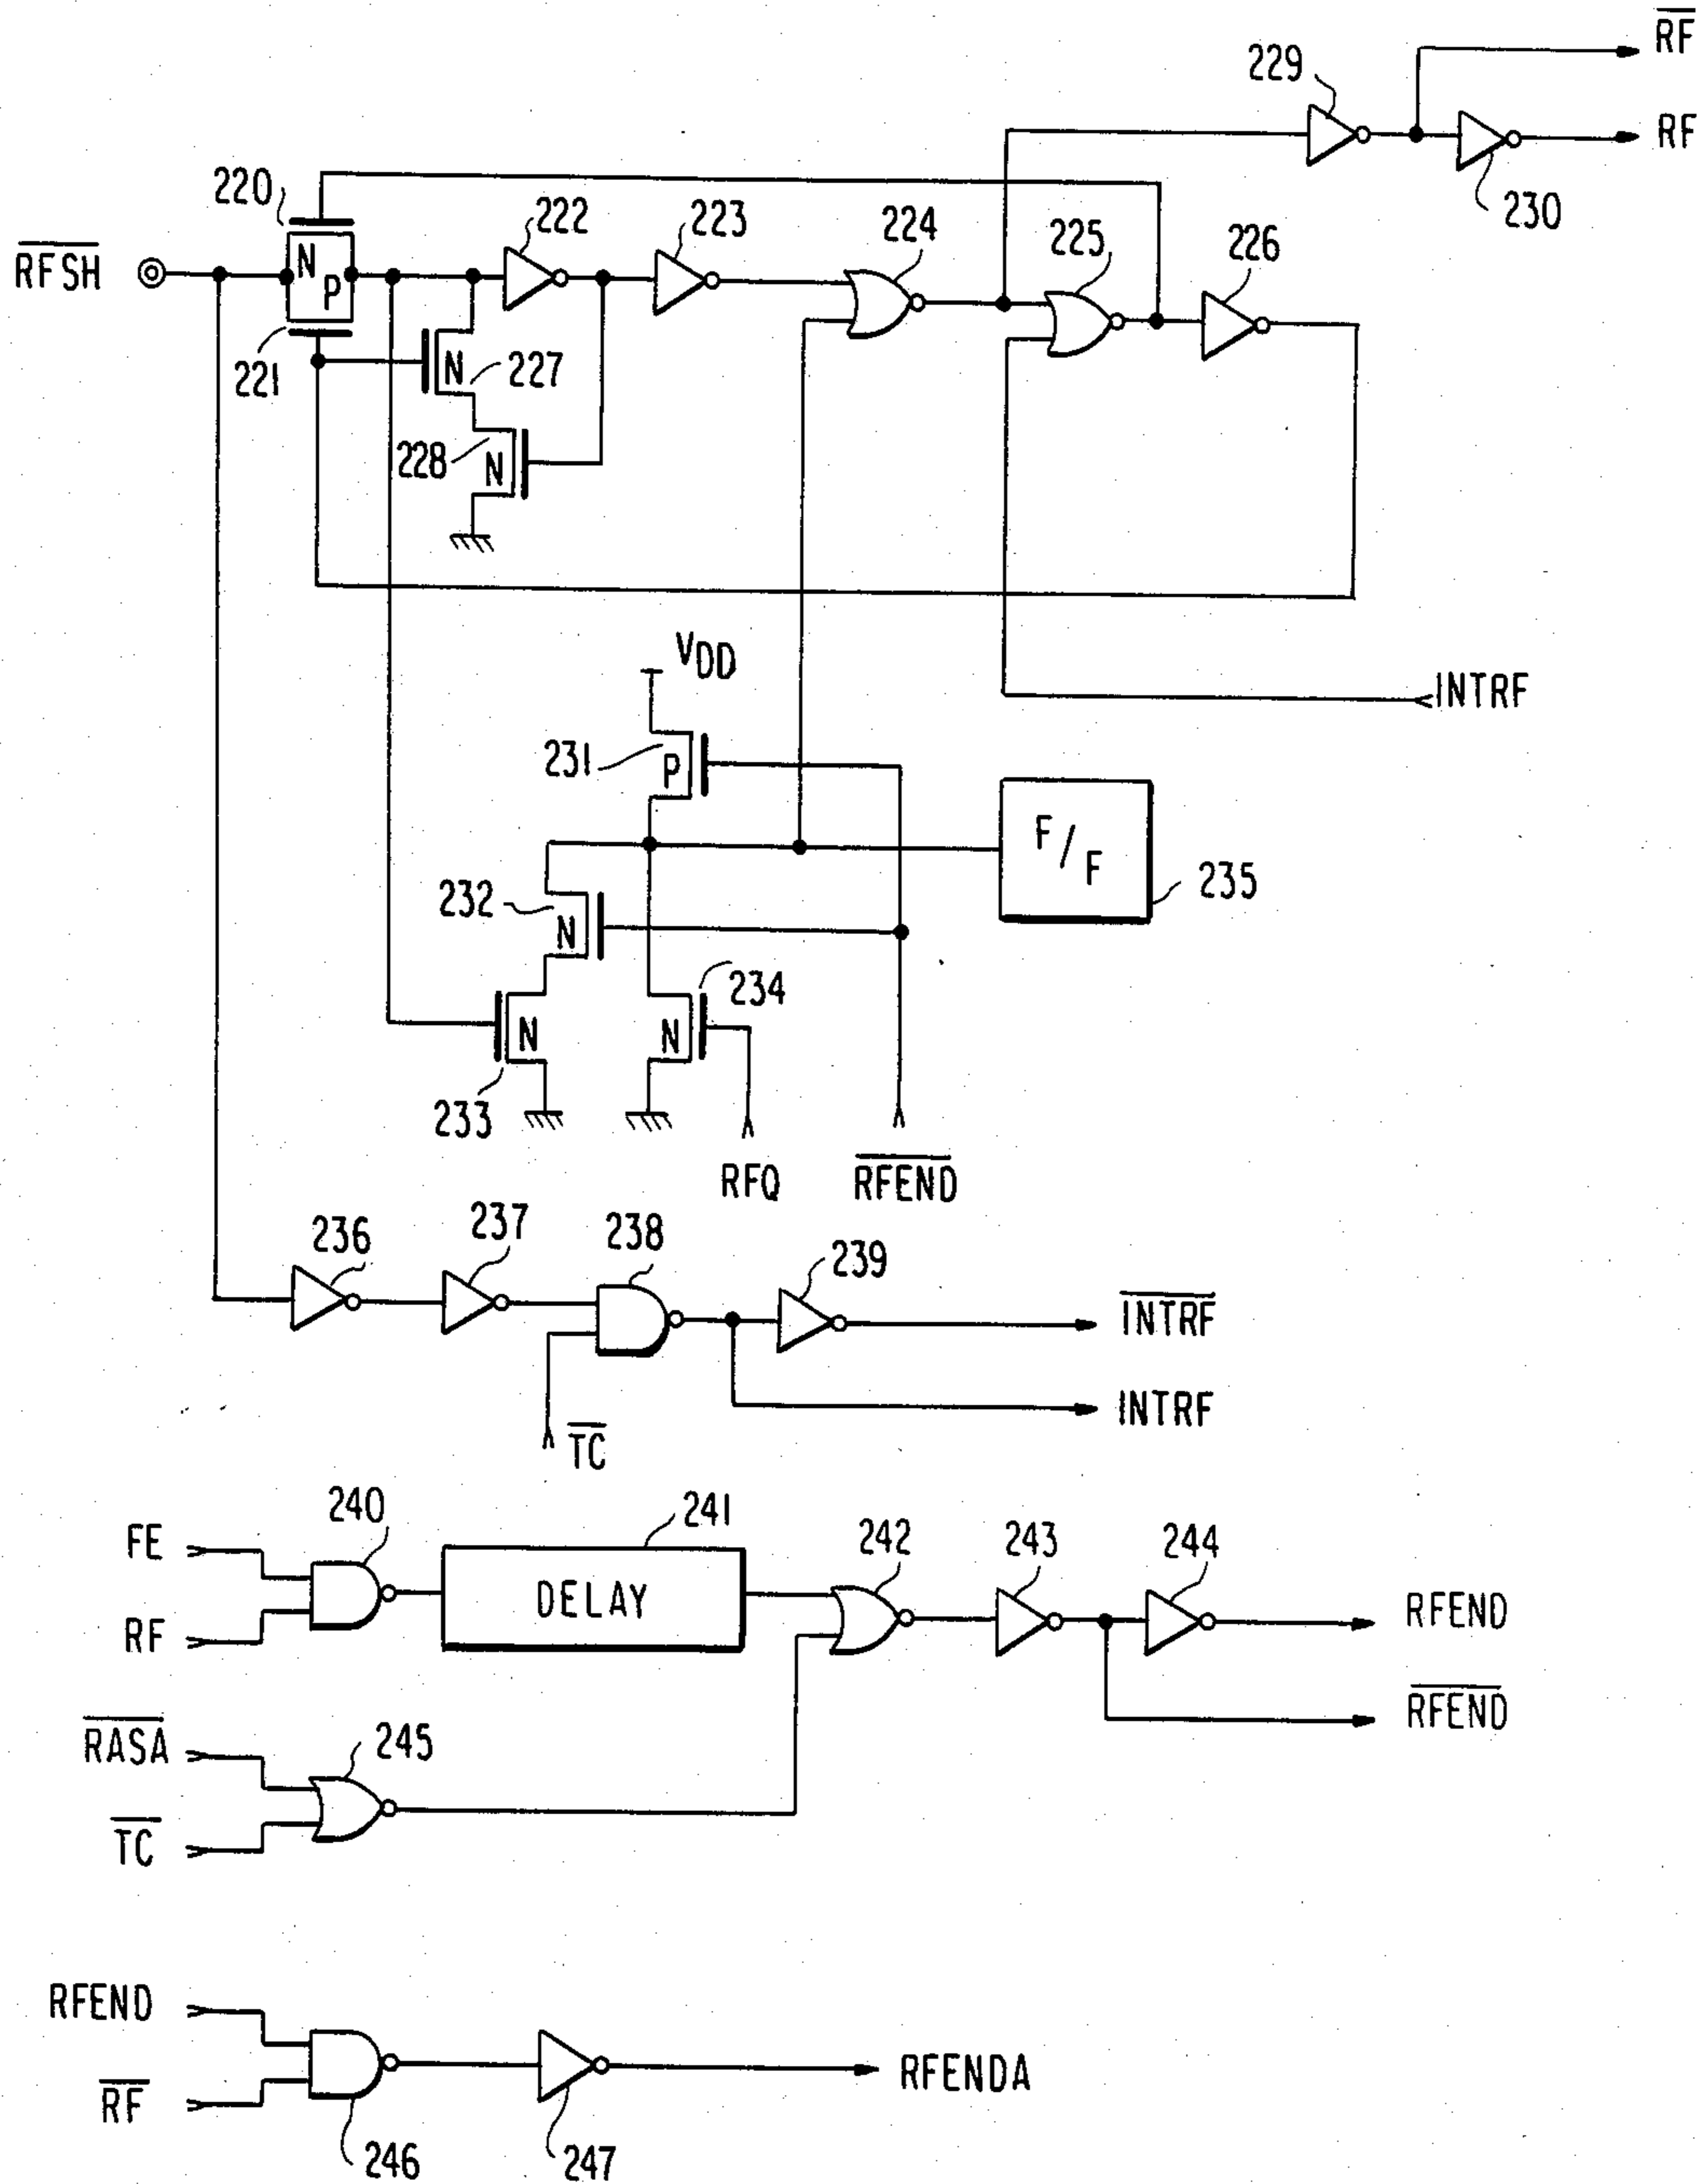 RF
229
RF
220
222
223
224
225
226
230
RFSH
N
P
221
N
227
228
N
VDD
INTRF
231
P
F/F
235
232
N
234
N
N
233
RFQ
RFEND
236
237
238
239
INTRF
INTRF
TC
240
241
242
243
244
FE
DELAY
RFEND
RF
RFEND
RASA
245
TC
RFEND
RFENDA
RF
246
247